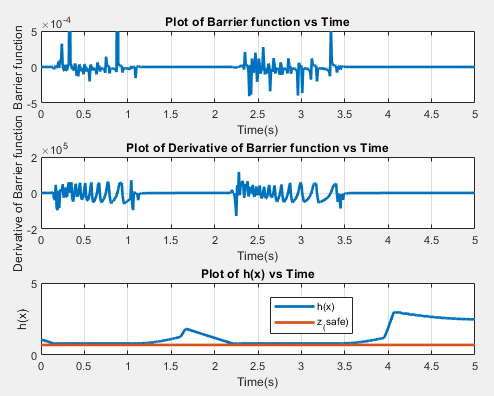 Plot of Barrier function vs Time
×10^-4
5
0
-5
Barrier function
0 0.5 1 1.5 2 2.5 3 3.5 4 4.5 5
Time(s)
Plot of Derivative of Barrier function vs Time
×10^5
2
0
-2
Derivative of Barrier function
0 0.5 1 1.5 2 2.5 3 3.5 4 4.5 5
Time(s)
Plot of h(x) vs Time
5
0
h(x)
h(x)
z_(safe)
0 0.5 1 1.5 2 2.5 3 3.5 4 4.5 5
Time(s)